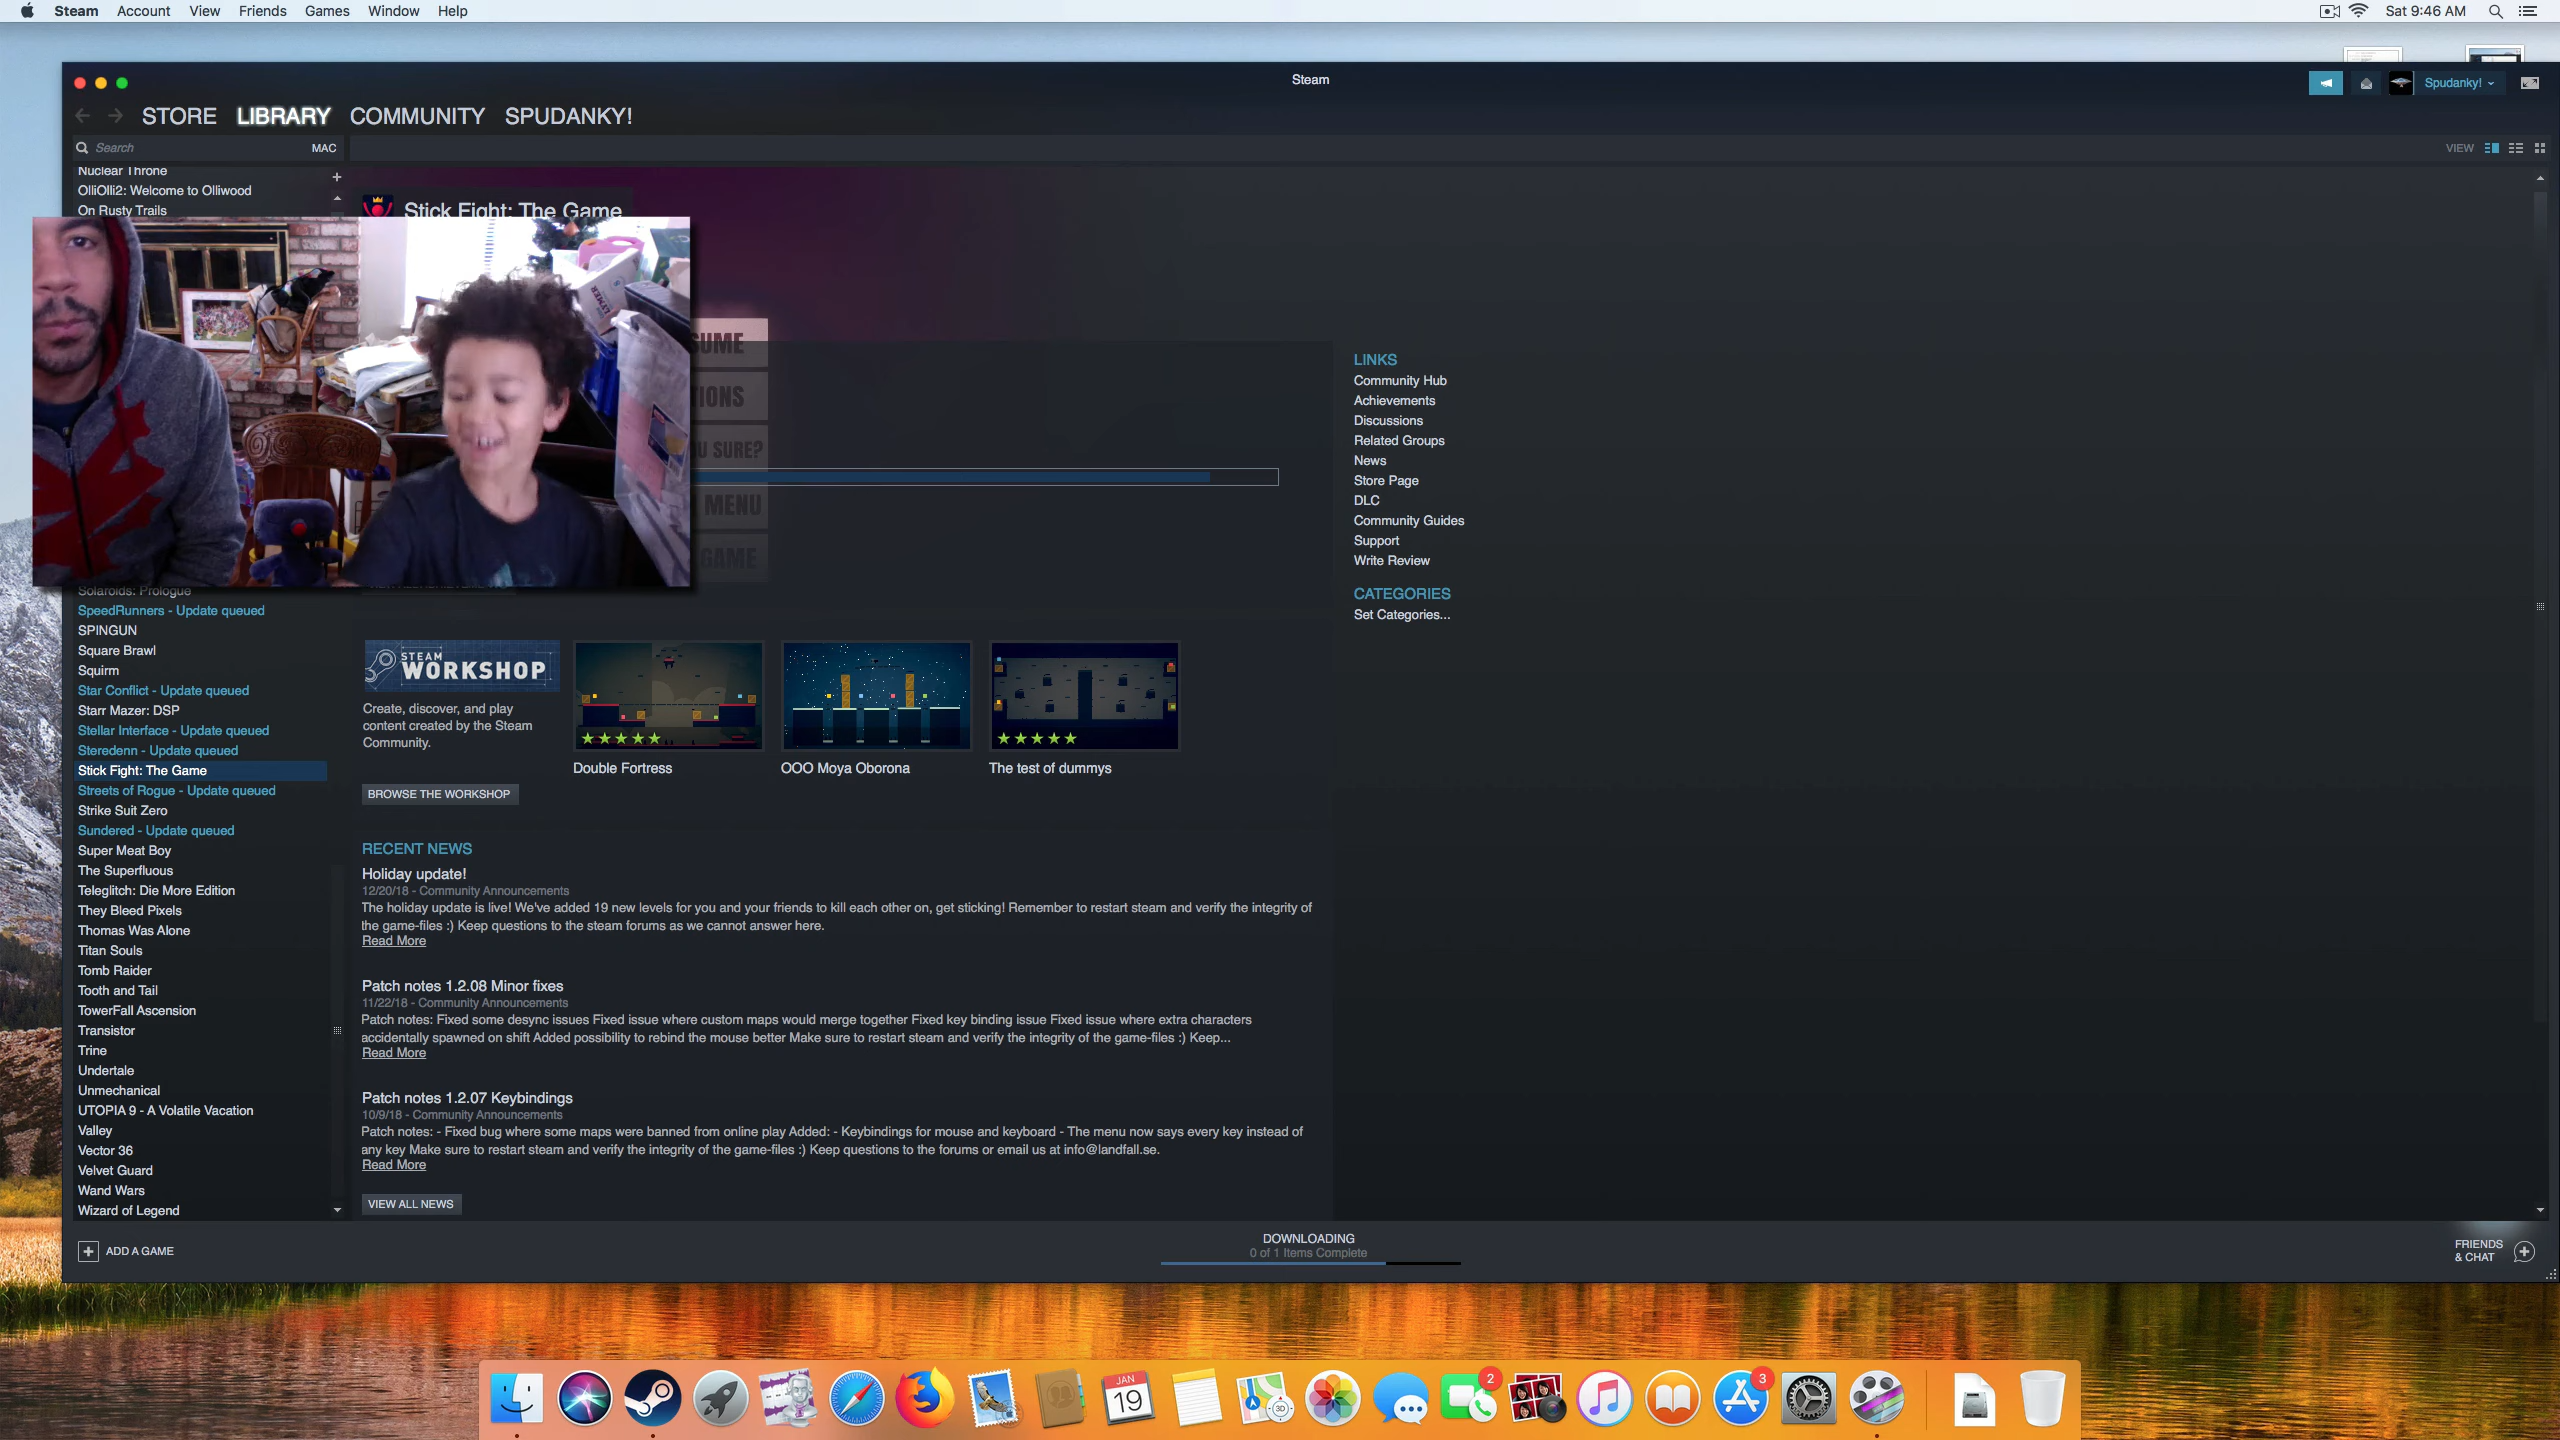 Steam Account View Friends Games Window Help
Sat 9:46 AM
Steam
Spudanky!
STORE LIBRARY COMMUNITY SPUDANKY!
Search MAC
VIEW
Nuclear Throne
OlliOlli2: Welcome to Olliwood
On Rusty Trails
Solaroids: Prologue
SpeedRunners - Update queued
SPINGUN
Square Brawl
Squirm
Star Conflict - Update queued
Starr Mazer: DSP
Stellar Interface - Update queued
Steredenn - Update queued
Stick Fight: The Game
Streets of Rogue - Update queued
Strike Suit Zero
Sundered - Update queued
Super Meat Boy
The Superfluous
Teleglitch: Die More Edition
They Bleed Pixels
Thomas Was Alone
Titan Souls
Tomb Raider
Tooth and Tail
TowerFall Ascension
Transistor
Trine
Undertale
Unmechanical
UTOPIA 9 - A Volatile Vacation
Valley
Vector 36
Velvet Guard
Wand Wars
Wizard of Legend
Stick Fight: The Game
SUME
TIONS
U SURE?
MENU
GAME
LINKS
Community Hub
Achievements
Discussions
Related Groups
News
Store Page
DLC
Community Guides
Support
Write Review
CATEGORIES
Set Categories...
STEAM
WORKSHOP
Create, discover, and play
content created by the Steam
Community.
BROWSE THE WORKSHOP
Double Fortress
OOO Moya Oborona
The test of dummys
RECENT NEWS
Holiday update!
12/20/18 - Community Announcements
The holiday update is live! We've added 19 new levels for you and your friends to kill each other on, get sticking! Remember to restart steam and verify the integrity of
the game-files :) Keep questions to the steam forums as we cannot answer here.
Read More
Patch notes 1.2.08 Minor fixes
11/22/18 - Community Announcements
Patch notes: Fixed some desync issues Fixed issue where custom maps would merge together Fixed key binding issue Fixed issue where extra characters
accidentally spawned on shift Added possibility to rebind the mouse better Make sure to restart steam and verify the integrity of the game-files :) Keep...
Read More
Patch notes 1.2.07 Keybindings
10/9/18 - Community Announcements
Patch notes: - Fixed bug where some maps were banned from online play Added: - Keybindings for mouse and keyboard - The menu now says every key instead of
any key Make sure to restart steam and verify the integrity of the game-files :) Keep questions to the forums or email us at info@landfall.se.
Read More
VIEW ALL NEWS
ADD A GAME
DOWNLOADING
0 of 1 Items Complete
FRIENDS
& CHAT
JAN
19
3D
2
3